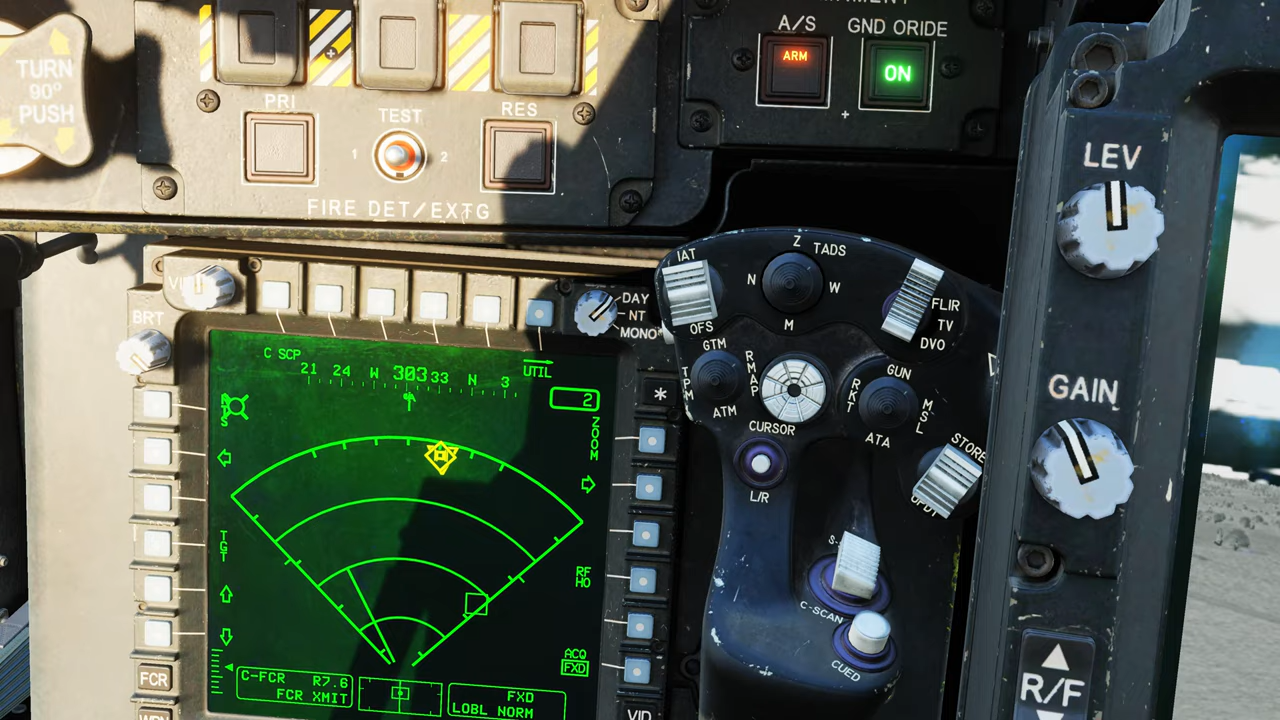 A/S
GND ORIDE
ARM
ON
TURN
90°
PUSH
PRI
TEST
RES
1
2
FIRE DET/EXTG
LEV
GAIN
R/F
BRT
DAY
NT
MONO
C SCP
21 24 W 303 33 N 3
UTIL
2
ZOOM
*
TGT
RF
HO
ACQ
FXD
C-FCR R7.6
FCR XMIT
FXD
LOBL NORM
FCR
VID
IAT
OFS
Z TADS
N
W
M
FLIR
TV
DVO
GTM
RMAP
TPM
ATM
GUN
RKT
MSL
ATA
CURSOR
L/R
STORE
UPDT
C-SCAN
CUED